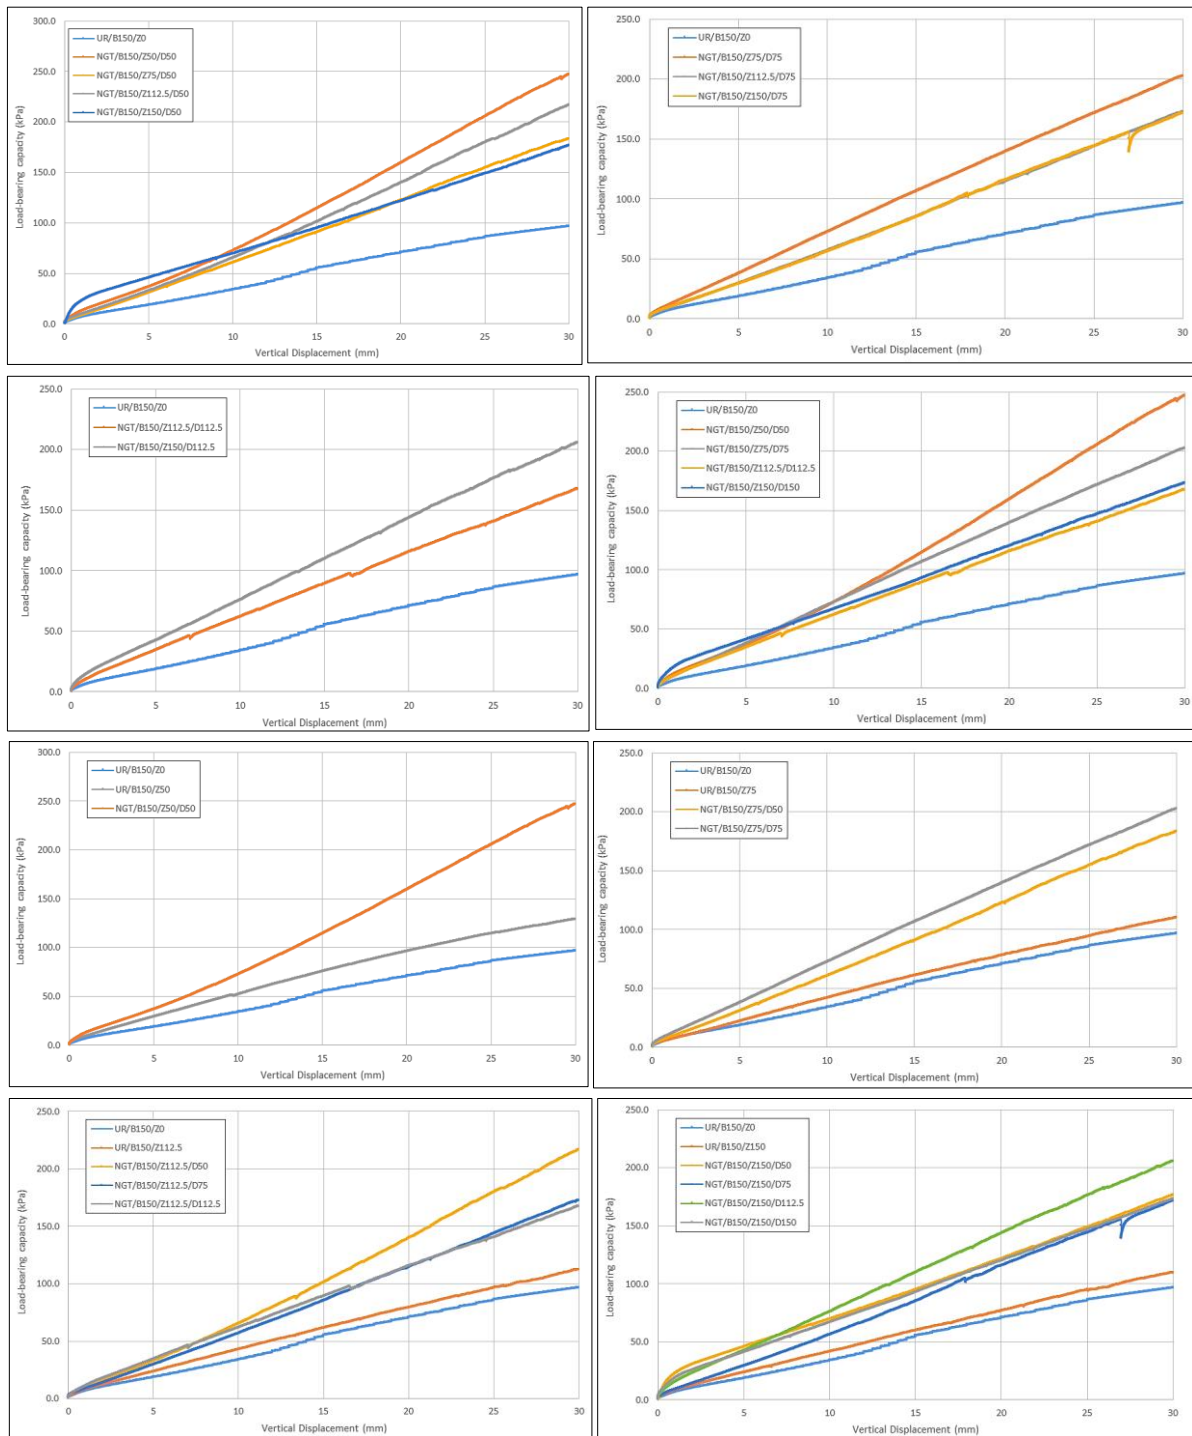 300.0
250.0
200.0
150.0
100.0
50.0
0.0
Load-bearing capacity (kPa)
UR/B150/Z0
NGT/B150/Z50/D50
NGT/B150/Z75/D50
NGT/B150/Z112.5/D50
NGT/B150/Z150/D50
0 5 10 15 20 25 30
Vertical Displacement (mm)
250.0
200.0
150.0
100.0
50.0
0.0
Load-bearing capacity (kPa)
UR/B150/Z0
NGT/B150/Z75/D75
NGT/B150/Z112.5/D75
NGT/B150/Z150/D75
0 5 10 15 20 25 30
Vertical Displacement (mm)
250.0
200.0
150.0
100.0
50.0
0.0
Load-bearing capacity (kPa)
UR/B150/Z0
NGT/B150/Z112.5/D112.5
NGT/B150/Z150/D112.5
0 5 10 15 20 25 30
Vertical Displacement (mm)
250.0
200.0
150.0
100.0
50.0
0.0
Load-bearing capacity (kPa)
UR/B150/Z0
NGT/B150/Z50/D50
NGT/B150/Z75/D75
NGT/B150/Z112.5/D112.5
NGT/B150/Z150/D150
0 5 10 15 20 25 30
Vertical Displacement (mm)
300.0
250.0
200.0
150.0
100.0
50.0
0.0
Load-bearing capacity (kPa)
UR/B150/Z0
UR/B150/Z50
NGT/B150/Z50/D50
0 5 10 15 20 25 30
Vertical Displacement (mm)
250.0
200.0
150.0
100.0
50.0
0.0
Load-bearing capacity (kPa)
UR/B150/Z0
UR/B150/Z75
NGT/B150/Z75/D50
NGT/B150/Z75/D75
0 5 10 15 20 25 30
Vertical Displacement (mm)
250.0
200.0
150.0
100.0
50.0
0.0
Load-bearing capacity (kPa)
UR/B150/Z0
UR/B150/Z112.5
NGT/B150/Z112.5/D50
NGT/B150/Z112.5/D75
NGT/B150/Z112.5/D112.5
0 5 10 15 20 25 30
Vertical Displacement (mm)
250.0
200.0
150.0
100.0
50.0
0.0
Load-earing capacity (kPa)
UR/B150/Z0
UR/B150/Z150
NGT/B150/Z150/D50
NGT/B150/Z150/D75
NGT/B150/Z150/D112.5
NGT/B150/Z150/D150
0 5 10 15 20 25 30
Vertical Displacement (mm)